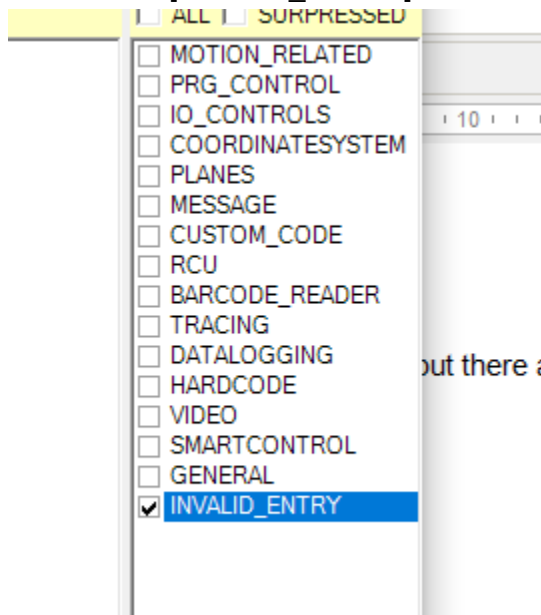 ALL SURPRESSED
MOTION_RELATED
PRG_CONTROL
IO_CONTROLS
10
COORDINATESYSTEM
PLANES
MESSAGE
CUSTOM_CODE
RCU
BARCODE_READER
TRACING
DATALOGGING
out there
HARDCODE
VIDEO
SMARTCONTROL
GENERAL
INVALID_ENTRY